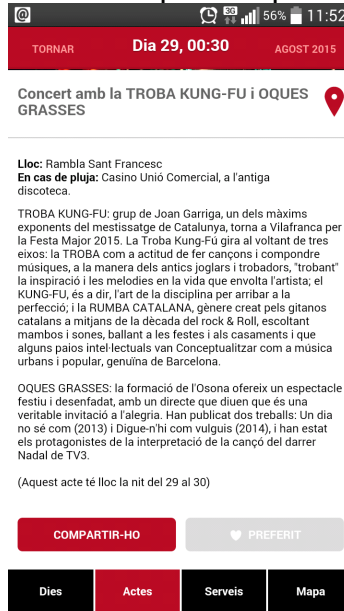 @ 3G 56% 11:52
TORNAR Dia 29, 00:30 AGOST 2015
Concert amb la TROBA KUNG-FU i OQUES
GRASSES
Lloc: Rambla Sant Francesc
En cas de pluja: Casino Unió Comercial, a l'antiga
discoteca.
TROBA KUNG-FU: grup de Joan Garriga, un dels màxims
exponents del mestissatge de Catalunya, torna a Vilafranca per
la Festa Major 2015. La Troba Kung-Fú gira al voltant de tres
eixos: la TROBA com a actitud de fer cançons i compondre
músiques, a la manera dels antics joglars i trobadors, "trobant"
la inspiració i les melodies en la vida que envolta l'artista; el
KUNG-FU, és a dir, l'art de la disciplina per arribar a la
perfecció; i la RUMBA CATALANA, gènere creat pels gitanos
catalans a mitjans de la dècada del rock & Roll, escoltant
mambos i sones, ballant a les festes i als casaments i que
alguns paios intel·lectuals van Conceptualitzar com a música
urbans i popular, genuïna de Barcelona.
OQUES GRASSES: la formació de l'Osona ofereix un espectacle
festiu i desenfadat, amb un directe que diuen que és una
veritable invitació a l'alegria. Han publicat dos treballs: Un dia
no sé com (2013) i Digue-n'hi com vulguis (2014), i han estat
els protagonistes de la interpretació de la cançó del darrer
Nadal de TV3.
(Aquest acte té lloc la nit del 29 al 30)
COMPARTIR-HO PREFERIT
Dies Actes Serveis Mapa